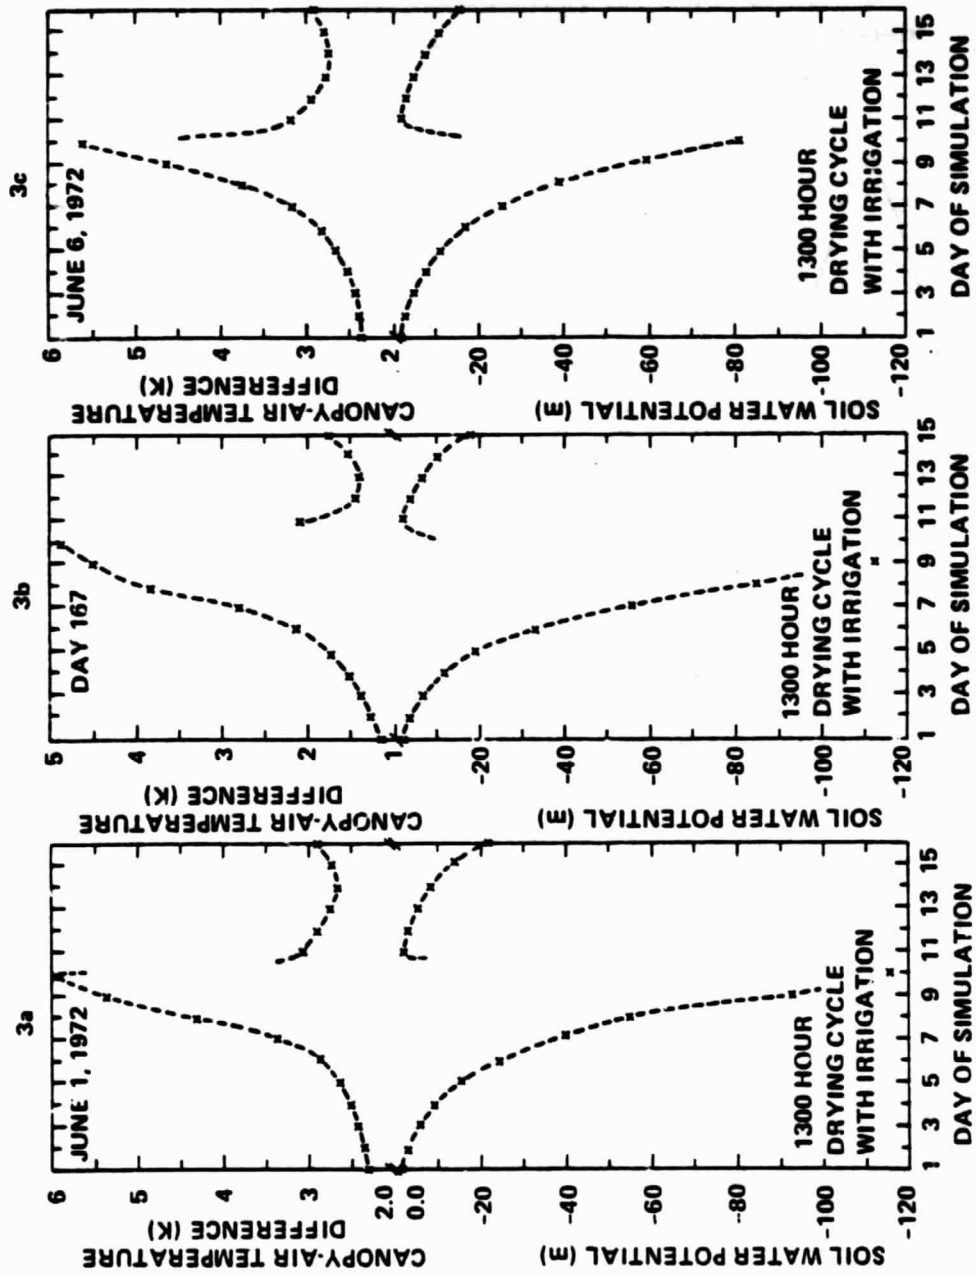 3a
JUNE 1, 1972
CANOPY-AIR TEMPERATURE
DIFFERENCE (K)
6
4
3
2.0
0.0
-20
-40
-60
-80
-100
-120
SOIL WATER POTENTIAL (m)
1300 HOUR
DRYING CYCLE
WITH IRRIGATION
1 3 5 7 9 11 13 15
DAY OF SIMULATION
3b
DAY 167
CANOPY-AIR TEMPERATURE
DIFFERENCE (K)
5
4
3
2
1
-20
-40
-60
-80
-100
-120
SOIL WATER POTENTIAL (m)
1300 HOUR
DRYING CYCLE
WITH IRRIGATION
1 3 5 7 9 11 13 15
DAY OF SIMULATION
3c
JUNE 6, 1972
CANOPY-AIR TEMPERATURE
DIFFERENCE (K)
6
4
3
2
-20
-40
-60
-80
-100
-120
SOIL WATER POTENTIAL (m)
1300 HOUR
DRYING CYCLE
WITH IRRIGATION
1 3 5 7 9 11 13 15
DAY OF SIMULATION